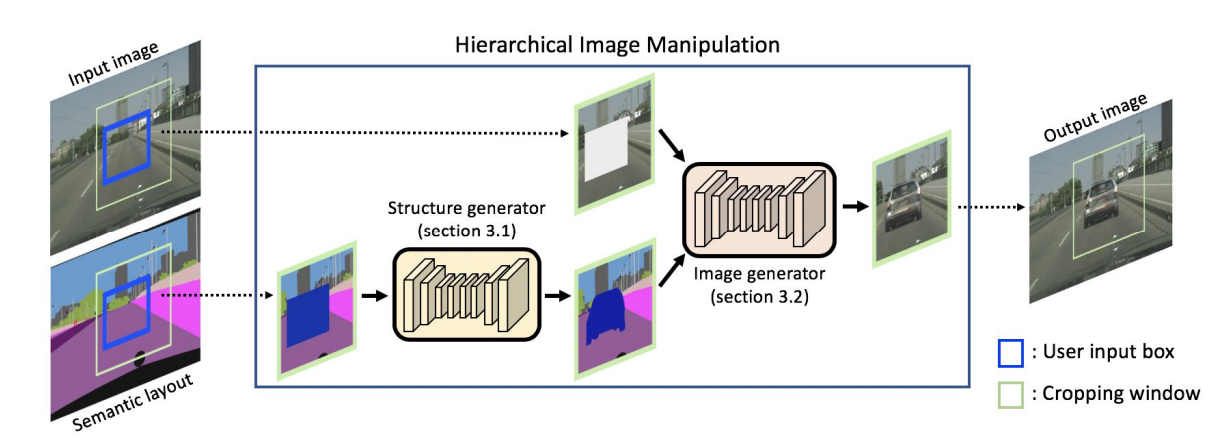 Hierarchical Image Manipulation
Input image
Output image
Structure generator
(section 3.1)
Image generator
(section 3.2)
Semantic layout
: User input box
: Cropping window